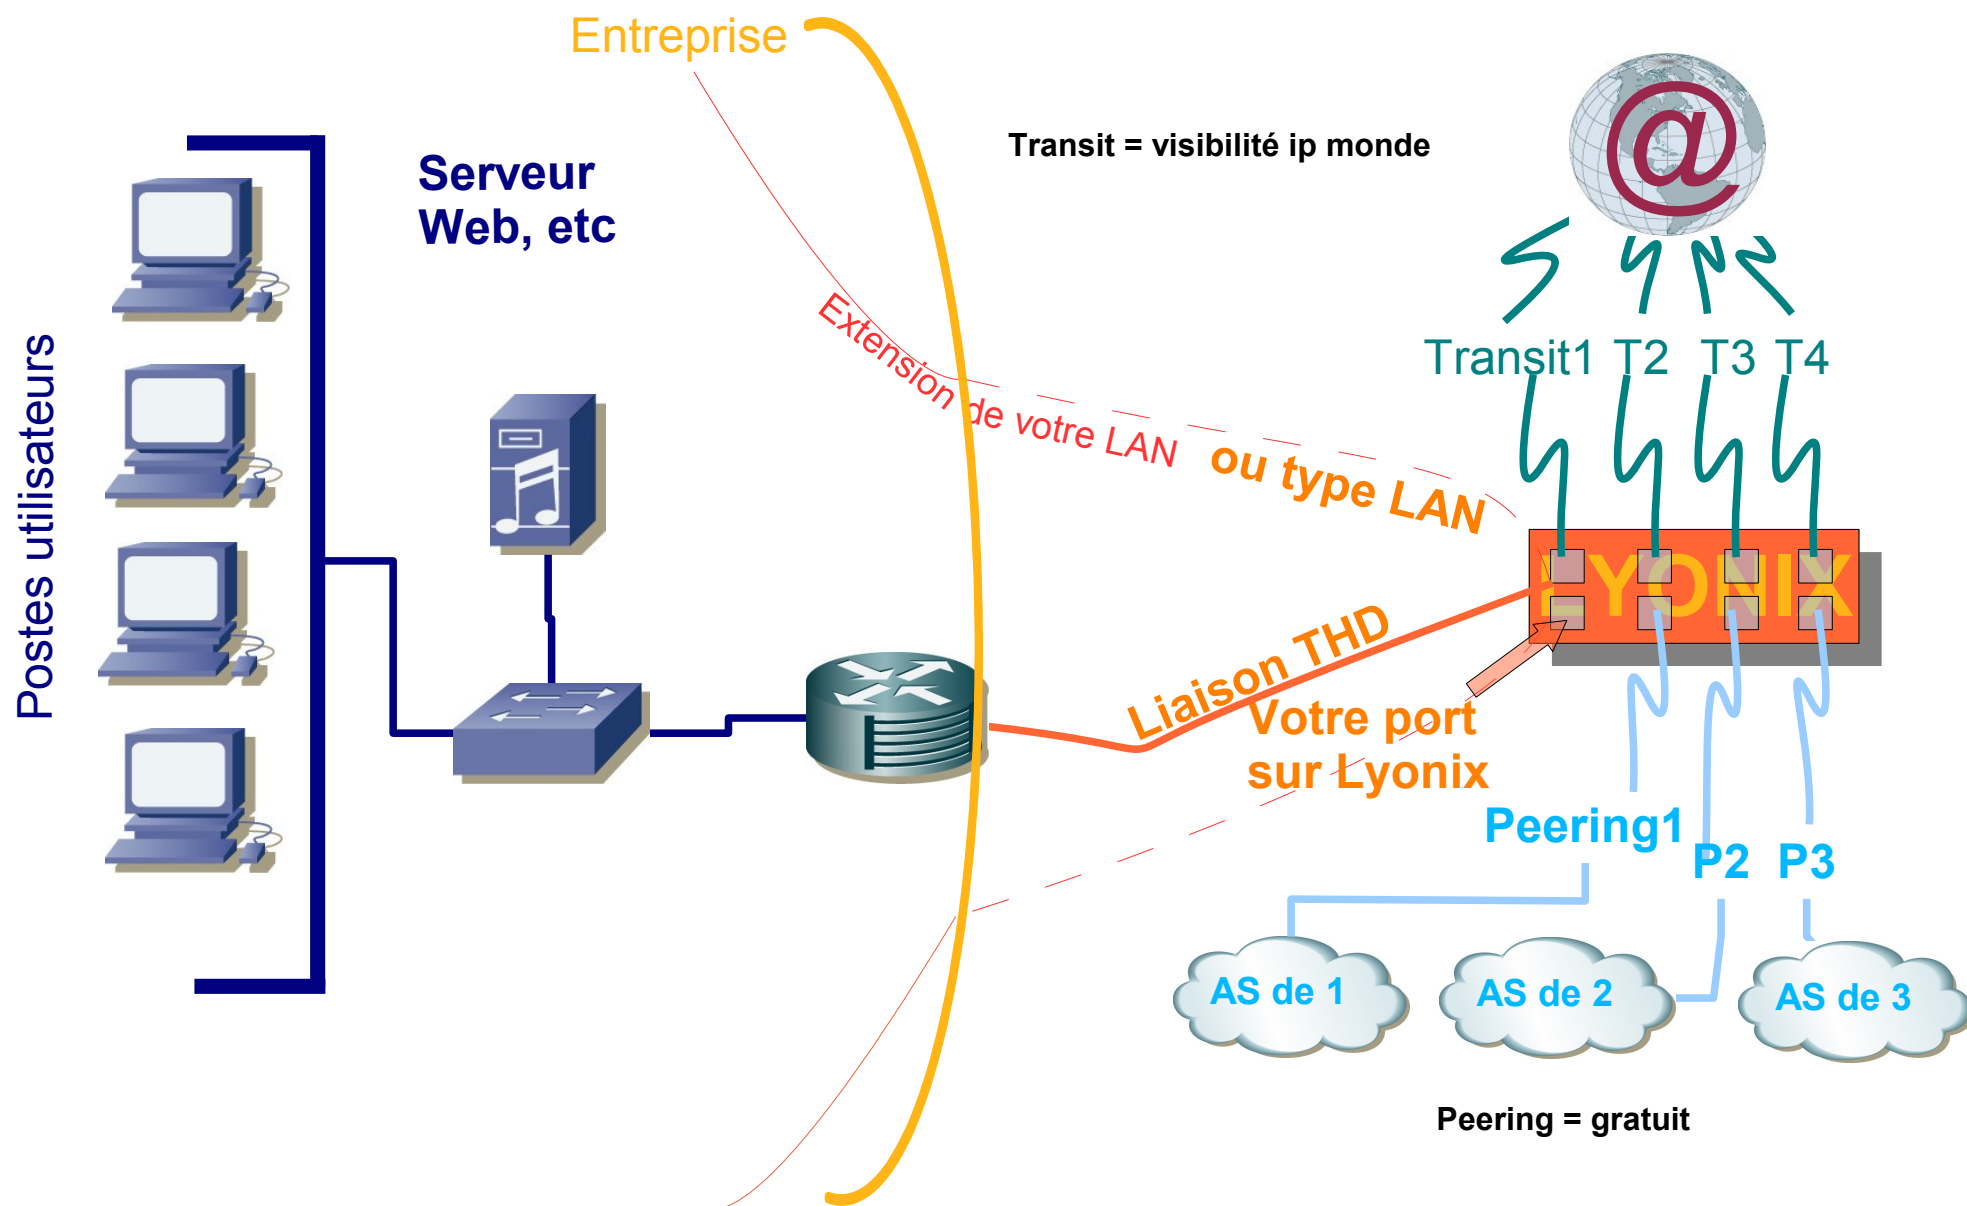 Entreprise
Transit = visibilité ip monde
@
Serveur
Web, etc
Postes utilisateurs
Extension de votre LAN
ou type LAN
Transit1 T2 T3 T4
LYONIX
Liaison THD
Votre port
sur Lyonix
Peering1
P2 P3
AS de 1
AS de 2
AS de 3
Peering = gratuit